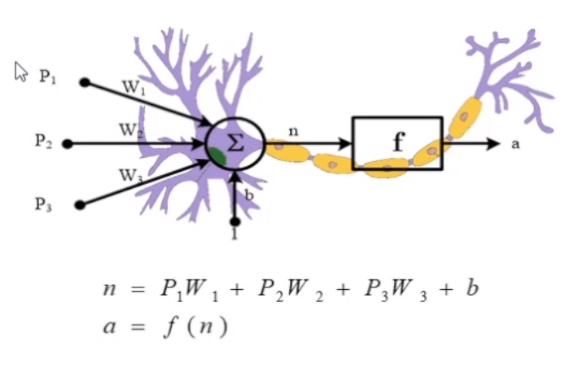 P₁
W₁
P₂
W₂
Σ
n
f
a
W₃
P₃
b
1
n = P₁W₁ + P₂W₂ + P₃W₃ + b
a = f (n)